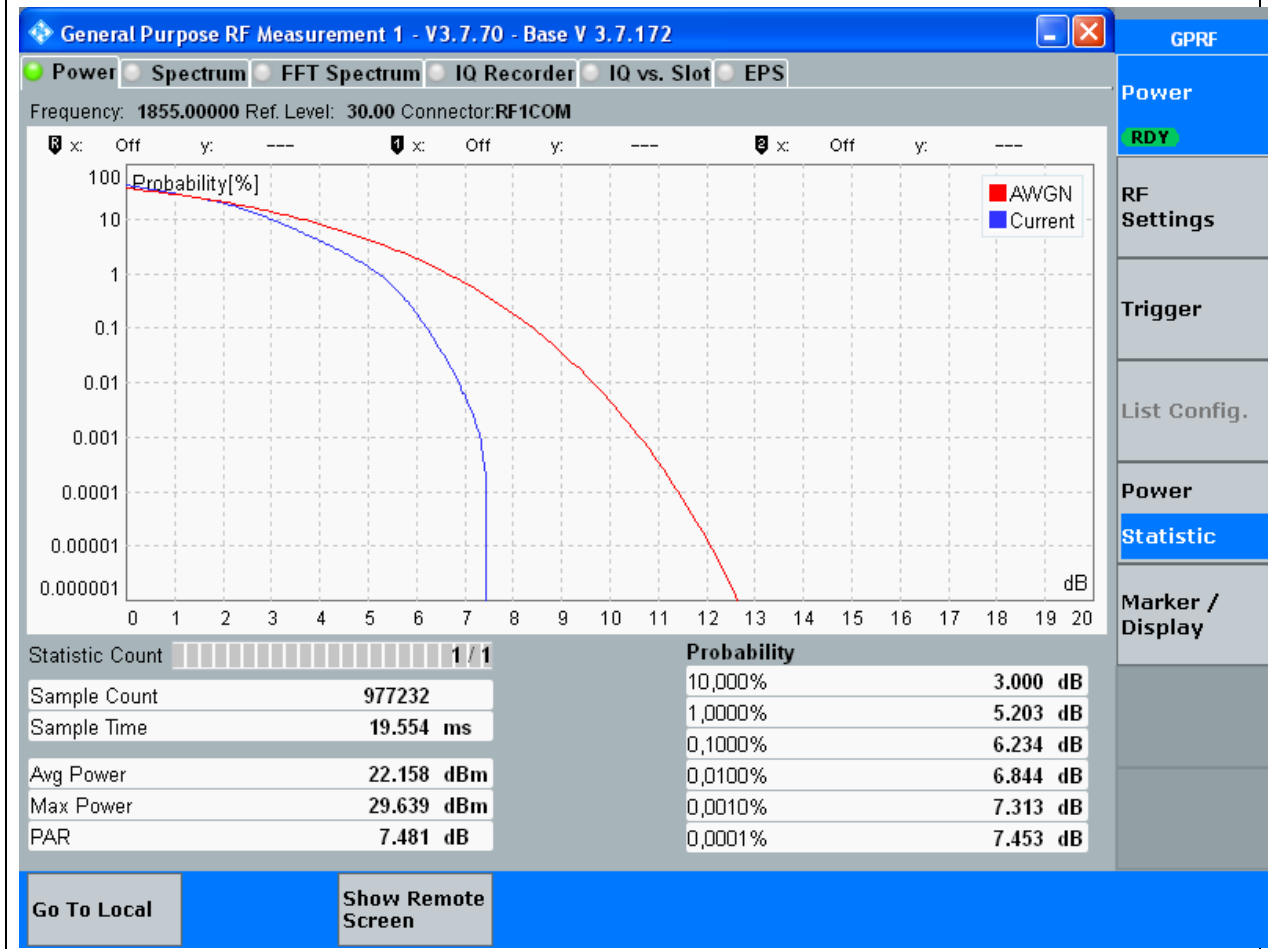 General Purpose RF Measurement 1 - V3.7.70 - Base V 3.7.172
GPRF
Power Spectrum FFT Spectrum IQ Recorder IQ vs. Slot EPS
Frequency: 1855.00000 Ref. Level: 30.00 Connector:RF1COM
R x: Off y: --- 1 x: Off y: --- 2 x: Off y: ---
Probability[%]
AWGN
Current
100
10
1
0.1
0.01
0.001
0.0001
0.00001
0.000001
dB
0 1 2 3 4 5 6 7 8 9 10 11 12 13 14 15 16 17 18 19 20
Statistic Count 1 / 1
Sample Count 977232
Sample Time 19.554 ms
Avg Power 22.158 dBm
Max Power 29.639 dBm
PAR 7.481 dB
Probability
10,000% 3.000 dB
1,0000% 5.203 dB
0,1000% 6.234 dB
0,0100% 6.844 dB
0,0010% 7.313 dB
0,0001% 7.453 dB
Power
RDY
RF
Settings
Trigger
List Config.
Power
Statistic
Marker /
Display
Go To Local
Show Remote
Screen